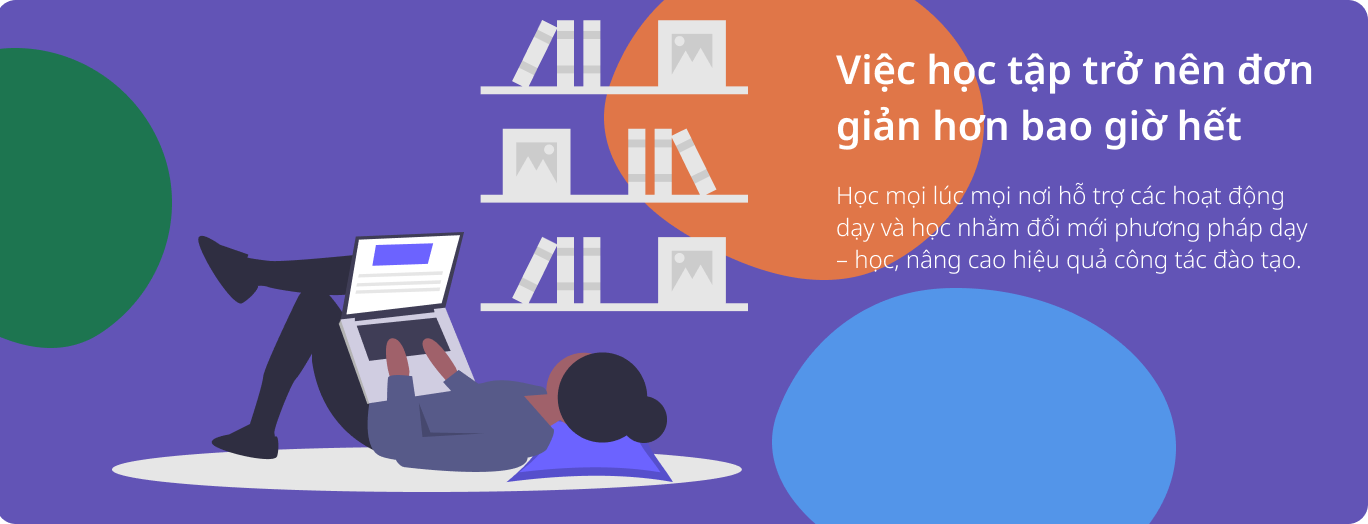 Việc học tập trở nên đơn
giản hơn bao giờ hết
Học mọi lúc mọi nơi hỗ trợ các hoạt động
dạy và học nhằm đổi mới phương pháp dạy
– học, nâng cao hiệu quả công tác đào tạo.